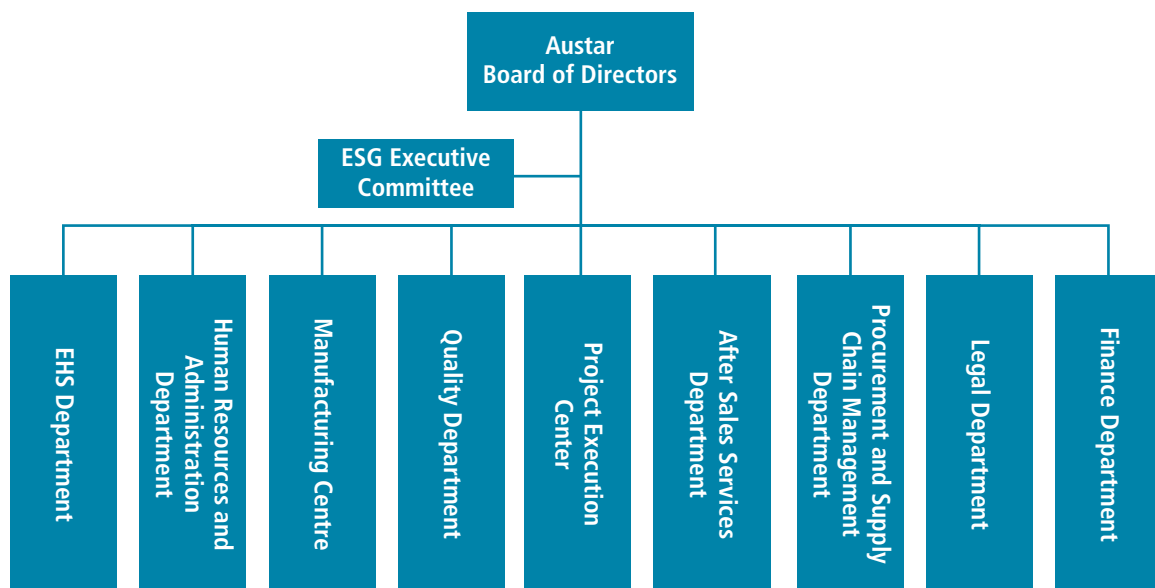 Austar
Board of Directors
ESG Executive
Committee
EHS Department
Human Resources and
Administration
Department
Manufacturing Centre
Quality Department
Project Execution
Center
After Sales Services
Department
Procurement and Supply
Chain Management
Department
Legal Department
Finance Department